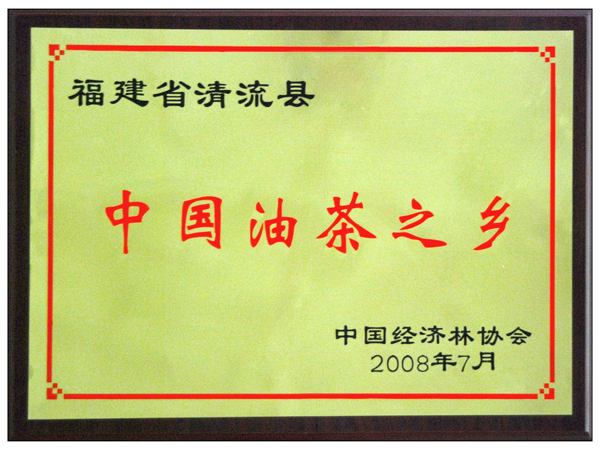 福建省清流县
中国油茶之乡
中国经济林协会
2008年7月